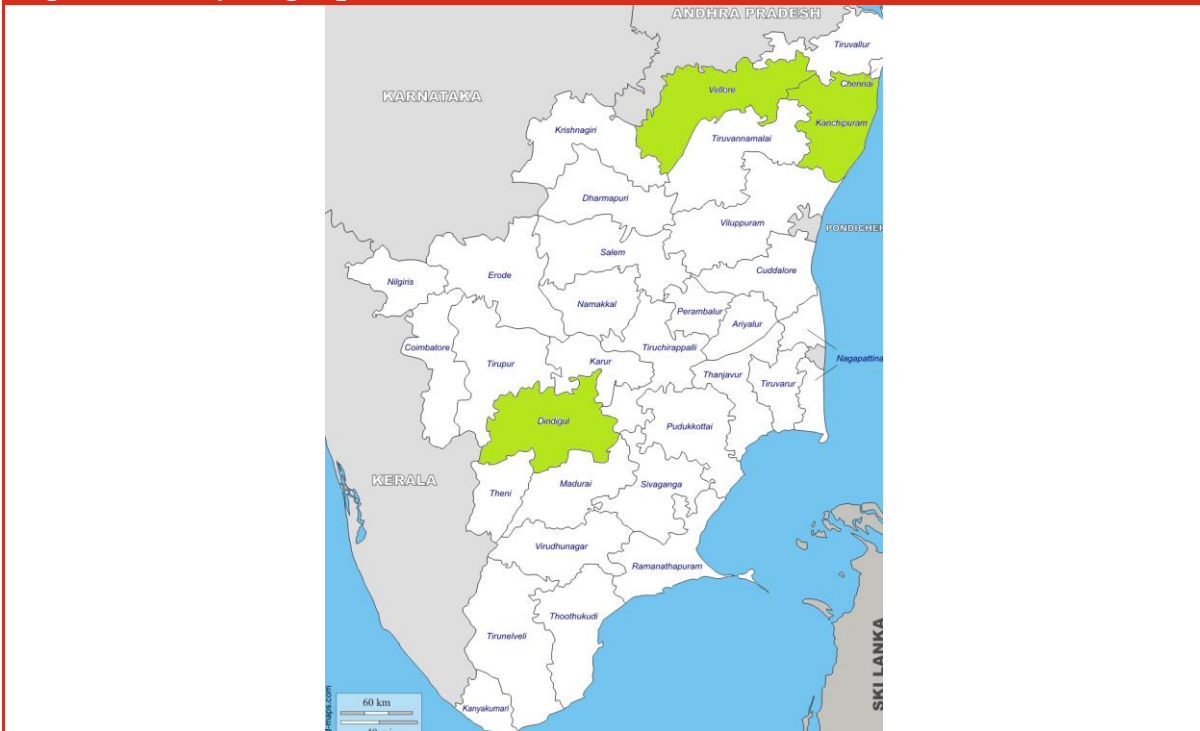 ANDHRA PRADESH
Tiruvallur
Chennai
Vellore
KARNATAKA
Kanchipuram
Krishnagiri
Tiruvannamalai
Dharmapuri
Viluppuram
PONDICHER
Salem
Cuddalore
Erode
Nilgiris
Namakkal
Perambalur
Ariyalur
Coimbatore
Tiruchirappalli
Nagapattina
Karur
Tirupur
Thanjavur
Tiruvarur
Dindigul
Pudukkottai
KERALA
Theni
Madurai
Sivaganga
Virudhunagar
Ramanathapuram
Thoothukudi
Tirunelveli
SRI LANKA
Kanyakumari
60 km